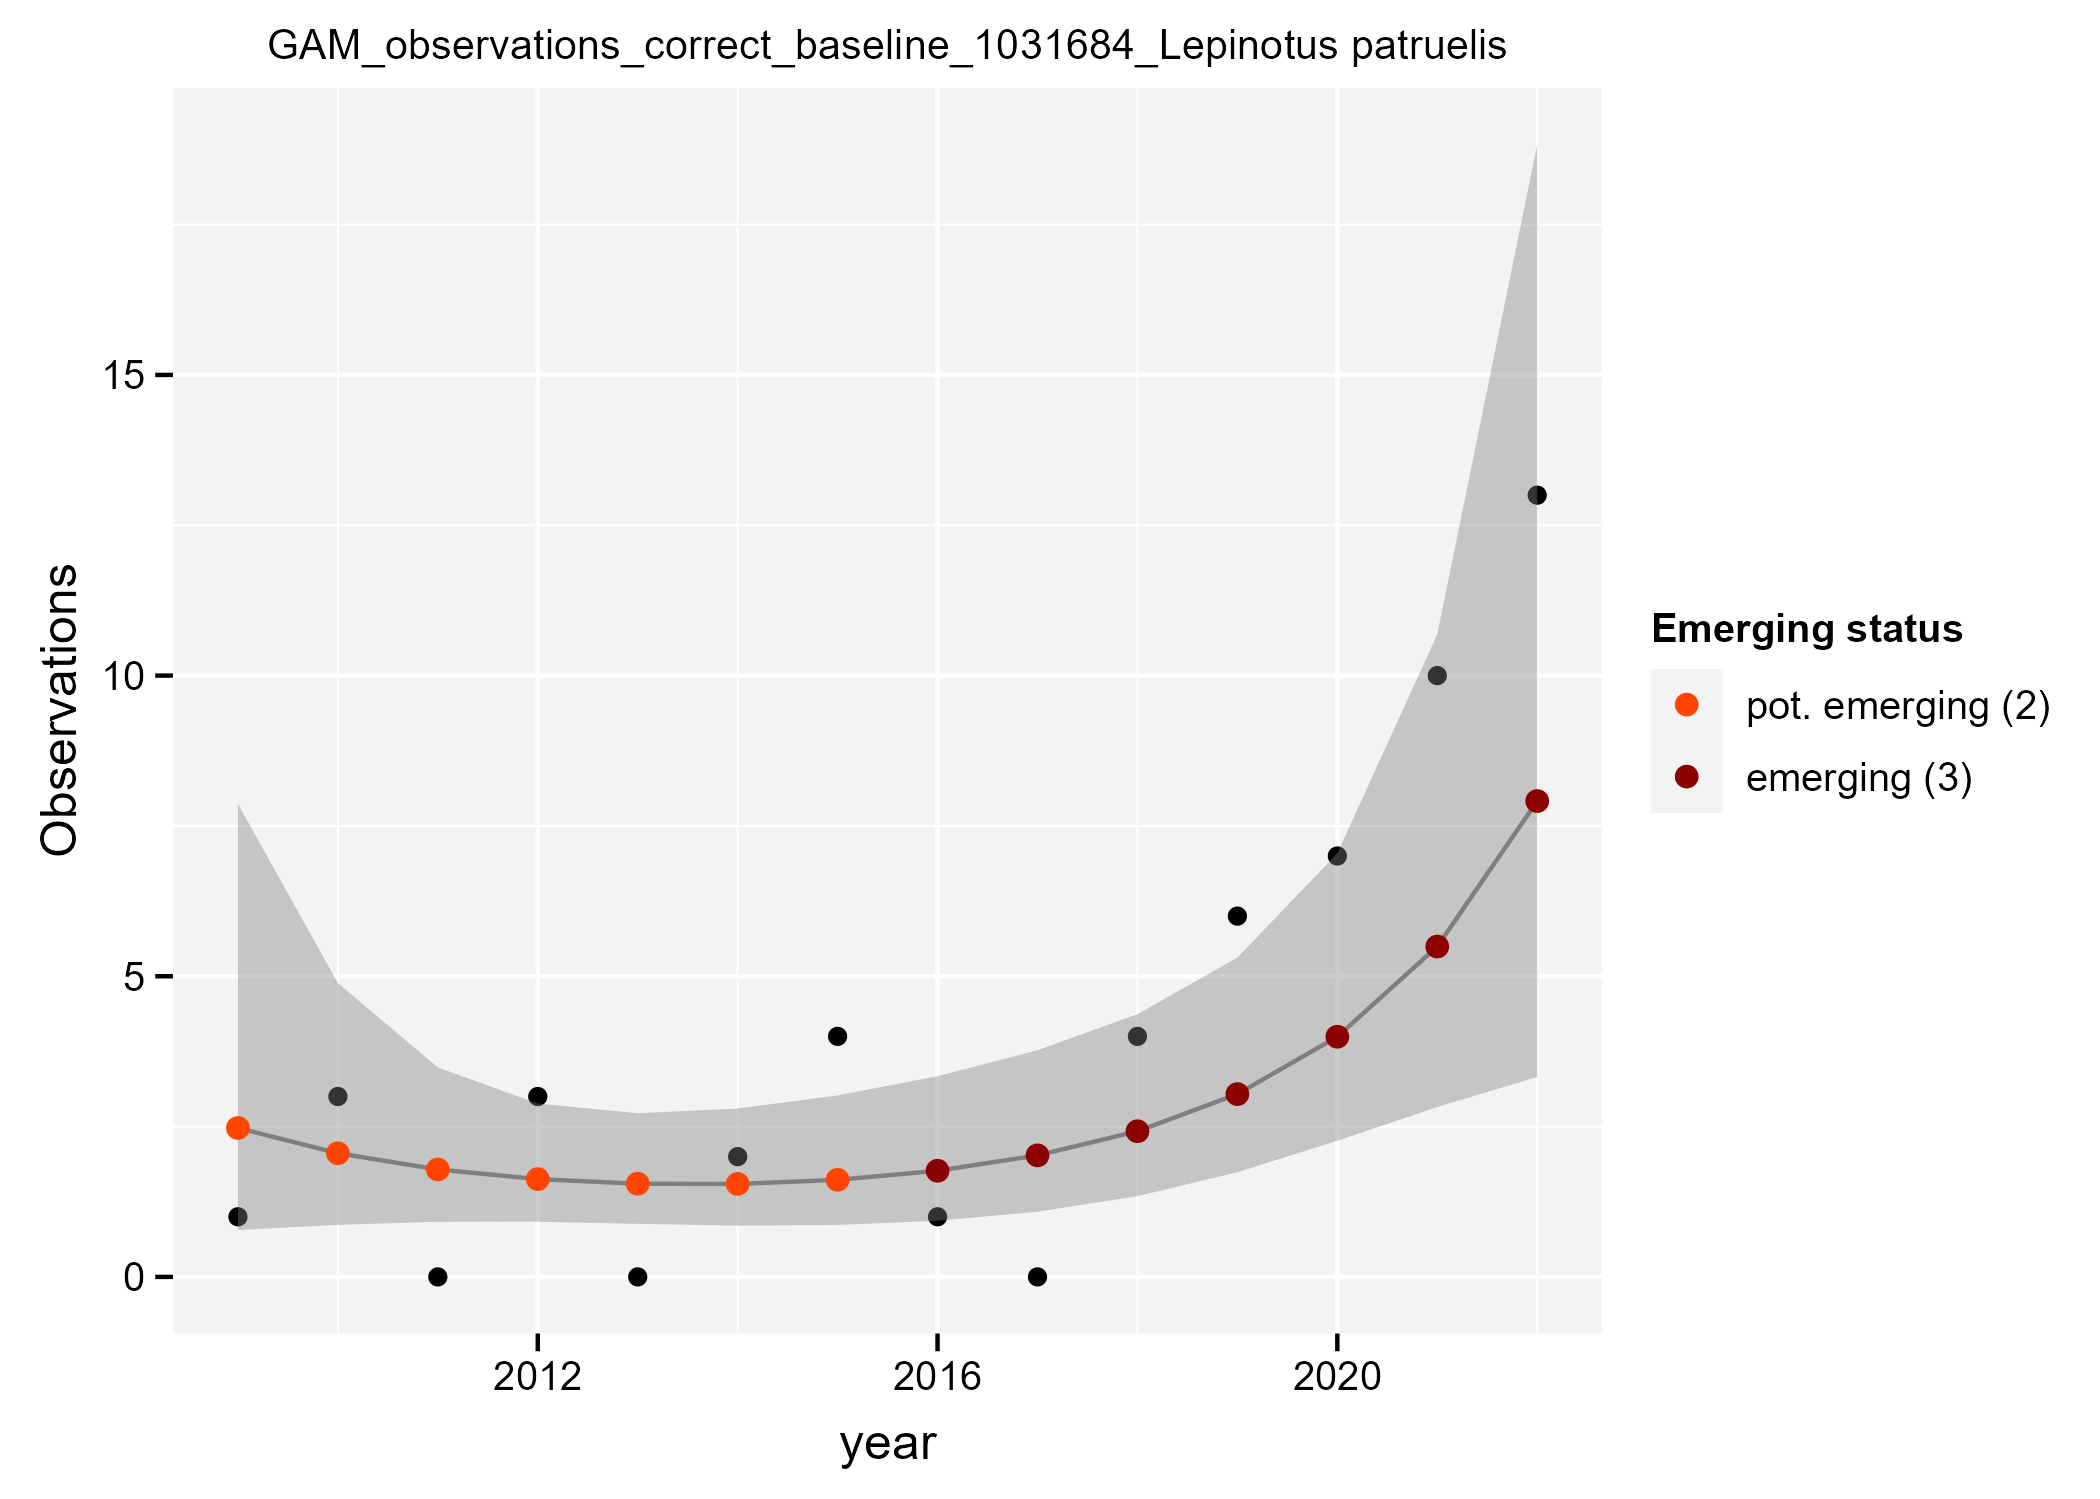 GAM_observations_correct_baseline_1031684_Lepinotus patruelis
Observations
15
10
5
0
2012
2016
2020
year
Emerging status
pot. emerging (2)
emerging (3)